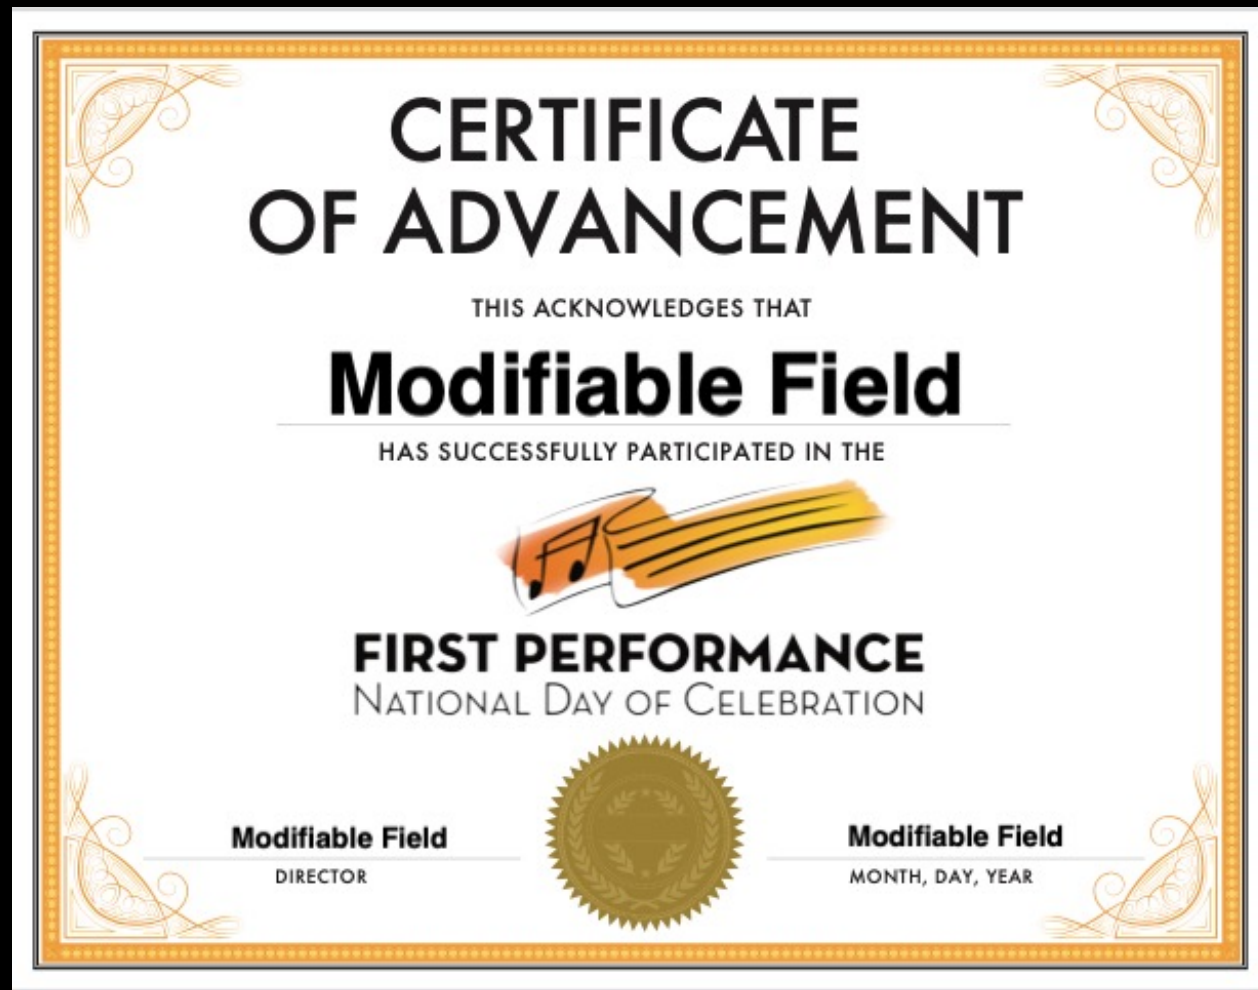 CERTIFICATE
OF ADVANCEMENT
THIS ACKNOWLEDGES THAT
Modifiable Field
HAS SUCCESSFULLY PARTICIPATED IN THE
FIRST PERFORMANCE
NATIONAL DAY OF CELEBRATION
Modifiable Field
DIRECTOR
Modifiable Field
MONTH, DAY, YEAR